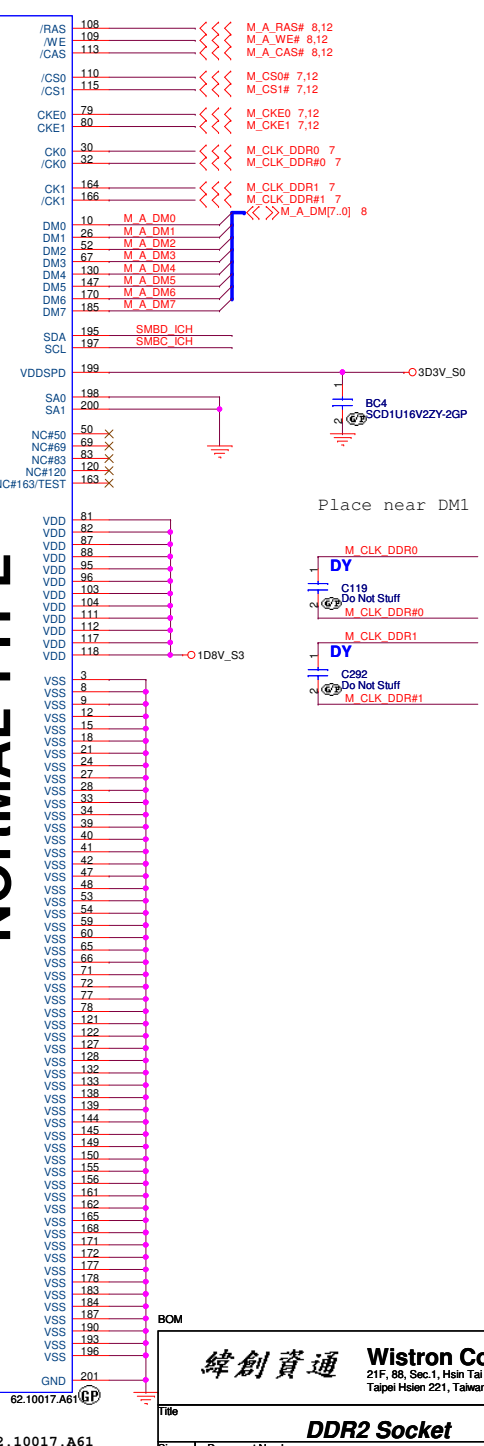 /RAS 108 M_A_RAS# 8,12
/WE 109 M_A_WE# 8,12
/CAS 113 M_A_CAS# 8,12
/CS0 110 M_CS0# 7,12
/CS1 115 M_CS1# 7,12
CKE0 79 M_CKE0 7,12
CKE1 80 M_CKE1 7,12
CK0 30 M_CLK_DDR0 7
/CK0 32 M_CLK_DDR#0 7
CK1 164 M_CLK_DDR1 7
/CK1 166 M_CLK_DDR#1 7
M_A_DM[7..0] 8
DM0 10 M_A_DM0
DM1 26 M_A_DM1
DM2 52 M_A_DM2
DM3 67 M_A_DM3
DM4 130 M_A_DM4
DM5 147 M_A_DM5
DM6 170 M_A_DM6
DM7 185 M_A_DM7
SDA 195 SMBD_ICH
SCL 197 SMBC_ICH
VDDSPD 199 3D3V_S0
SA0 198
SA1 200
1
2
G/P
BC4
SCD1U16V2ZY-2GP
NC#50 50
NC#69 69
NC#83 83
NC#120 120
NC#163/TEST 163
Place near DM1
VDD 81
VDD 82
VDD 87
VDD 88
VDD 95
VDD 96
VDD 103
VDD 104
VDD 111
VDD 112
VDD 117
VDD 118 1D8V_S3
M_CLK_DDR0
DY
1
2
C119
G/P
Do Not Stuff
M_CLK_DDR#0
M_CLK_DDR1
DY
1
2
C292
G/P
Do Not Stuff
M_CLK_DDR#1
VSS 3
VSS 8
VSS 9
VSS 12
VSS 15
VSS 18
VSS 21
VSS 24
VSS 27
VSS 28
VSS 33
VSS 34
VSS 39
VSS 40
VSS 41
VSS 42
VSS 47
VSS 48
VSS 53
VSS 54
VSS 59
VSS 60
VSS 65
VSS 66
VSS 71
VSS 72
VSS 77
VSS 78
VSS 121
VSS 122
VSS 127
VSS 128
VSS 132
VSS 133
VSS 138
VSS 139
VSS 144
VSS 145
VSS 149
VSS 150
VSS 155
VSS 156
VSS 161
VSS 162
VSS 165
VSS 168
VSS 171
VSS 172
VSS 177
VSS 178
VSS 183
VSS 184
VSS 187
VSS 190
VSS 193
VSS 196
GND 201
62.10017.A61 GP
2.10017.A61
BOM
緯創資通
Wistron Co
21F, 88, Sec.1, Hsin Tai
Taipei Hsien 221, Taiwan
Title
DDR2 Socket